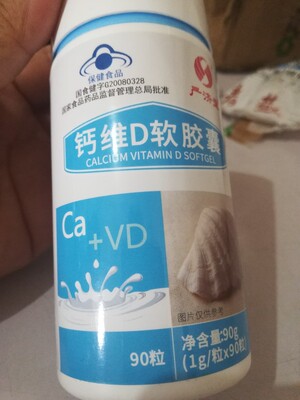 保健食品
国食健字G20080328
国家食品药品监督管理总局批准
钙维D软胶囊
CALCIUM VITAMIN D SOFTGEL
Ca
+VD
图片仅供参考
90粒
净含量:90g
(1g/粒x90粒)